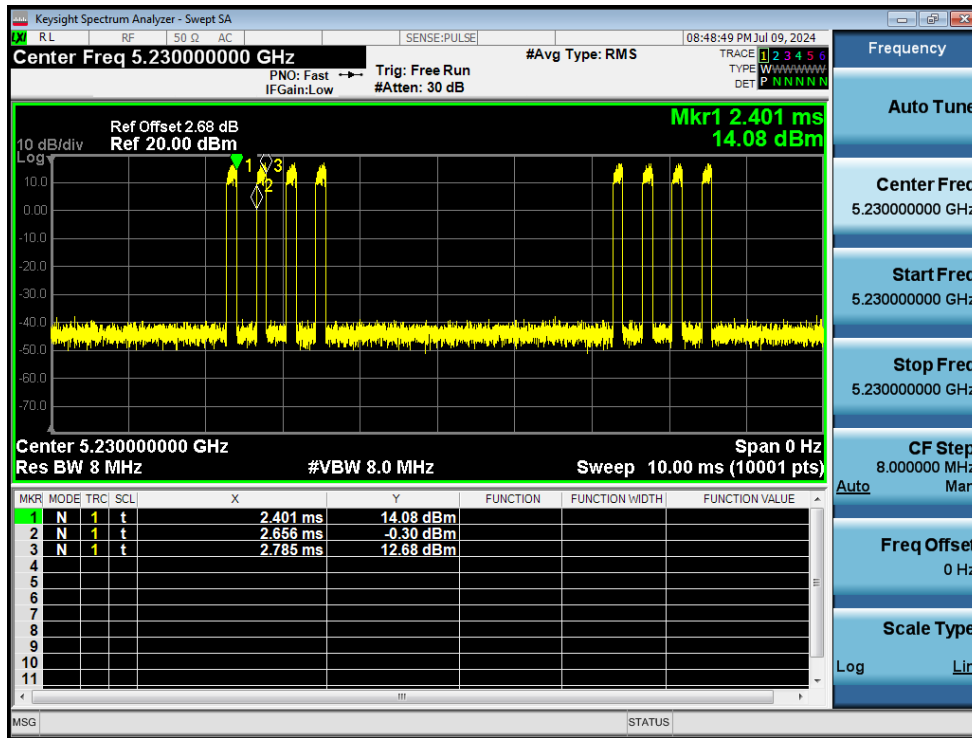 Keysight Spectrum Analyzer - Swept SA
LXI RL RF 50 Ω AC SENSE:PULSE 08:48:49 PM Jul 09, 2024
Center Freq 5.230000000 GHz
PNO: Fast
IFGain:Low
Trig: Free Run
#Atten: 30 dB
#Avg Type: RMS
TRACE 1 2 3 4 5 6
TYPE WWWWWW
DET P N N N N N
Ref Offset 2.68 dB
10 dB/div Ref 20.00 dBm
Log
Mkr1 2.401 ms
14.08 dBm
1
2
3
10.0
0.00
-10.0
-20.0
-30.0
-40.0
-50.0
-60.0
-70.0
Center 5.230000000 GHz Span 0 Hz
Res BW 8 MHz #VBW 8.0 MHz Sweep 10.00 ms (10001 pts)
MKR MODE TRC SCL X Y FUNCTION FUNCTION WIDTH FUNCTION VALUE
1 N 1 t 2.401 ms 14.08 dBm
2 N 1 t 2.656 ms -0.30 dBm
3 N 1 t 2.785 ms 12.68 dBm
4
5
6
7
8
9
10
11
MSG STATUS
Frequency
Auto Tune
Center Freq
5.230000000 GHz
Start Freq
5.230000000 GHz
Stop Freq
5.230000000 GHz
CF Step
8.000000 MHz
Auto Man
Freq Offset
0 Hz
Scale Type
Log Lin